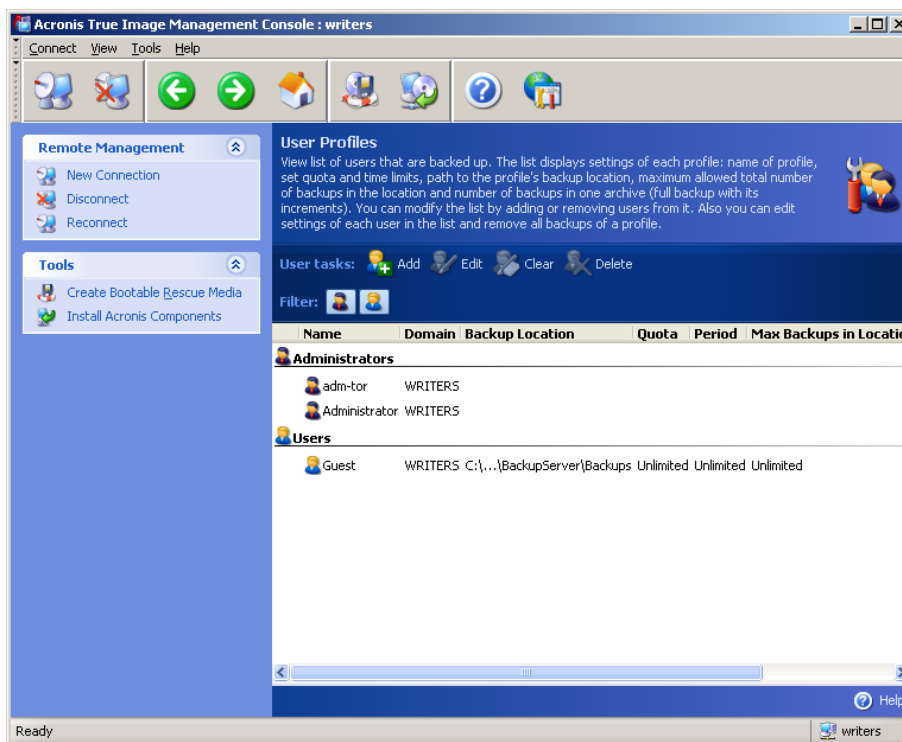 Acronis True Image Management Console : writers
Connect View Tools Help
Remote Management
New Connection
Disconnect
Reconnect
Tools
Create Bootable Rescue Media
Install Acronis Components
User Profiles
View list of users that are backed up. The list displays settings of each profile: name of profile,
set quota and time limits, path to the profile's backup location, maximum allowed total number
of backups in the location and number of backups in one archive (full backup with its
increments). You can modify the list by adding or removing users from it. Also you can edit
settings of each user in the list and remove all backups of a profile.
User tasks: Add Edit Clear Delete
Filter:
Name Domain Backup Location Quota Period Max Backups in Locatio
Administrators
adm-tor WRITERS
Administrator WRITERS
Users
Guest WRITERS C:\...\BackupServer\Backups Unlimited Unlimited Unlimited
Help
Ready writers